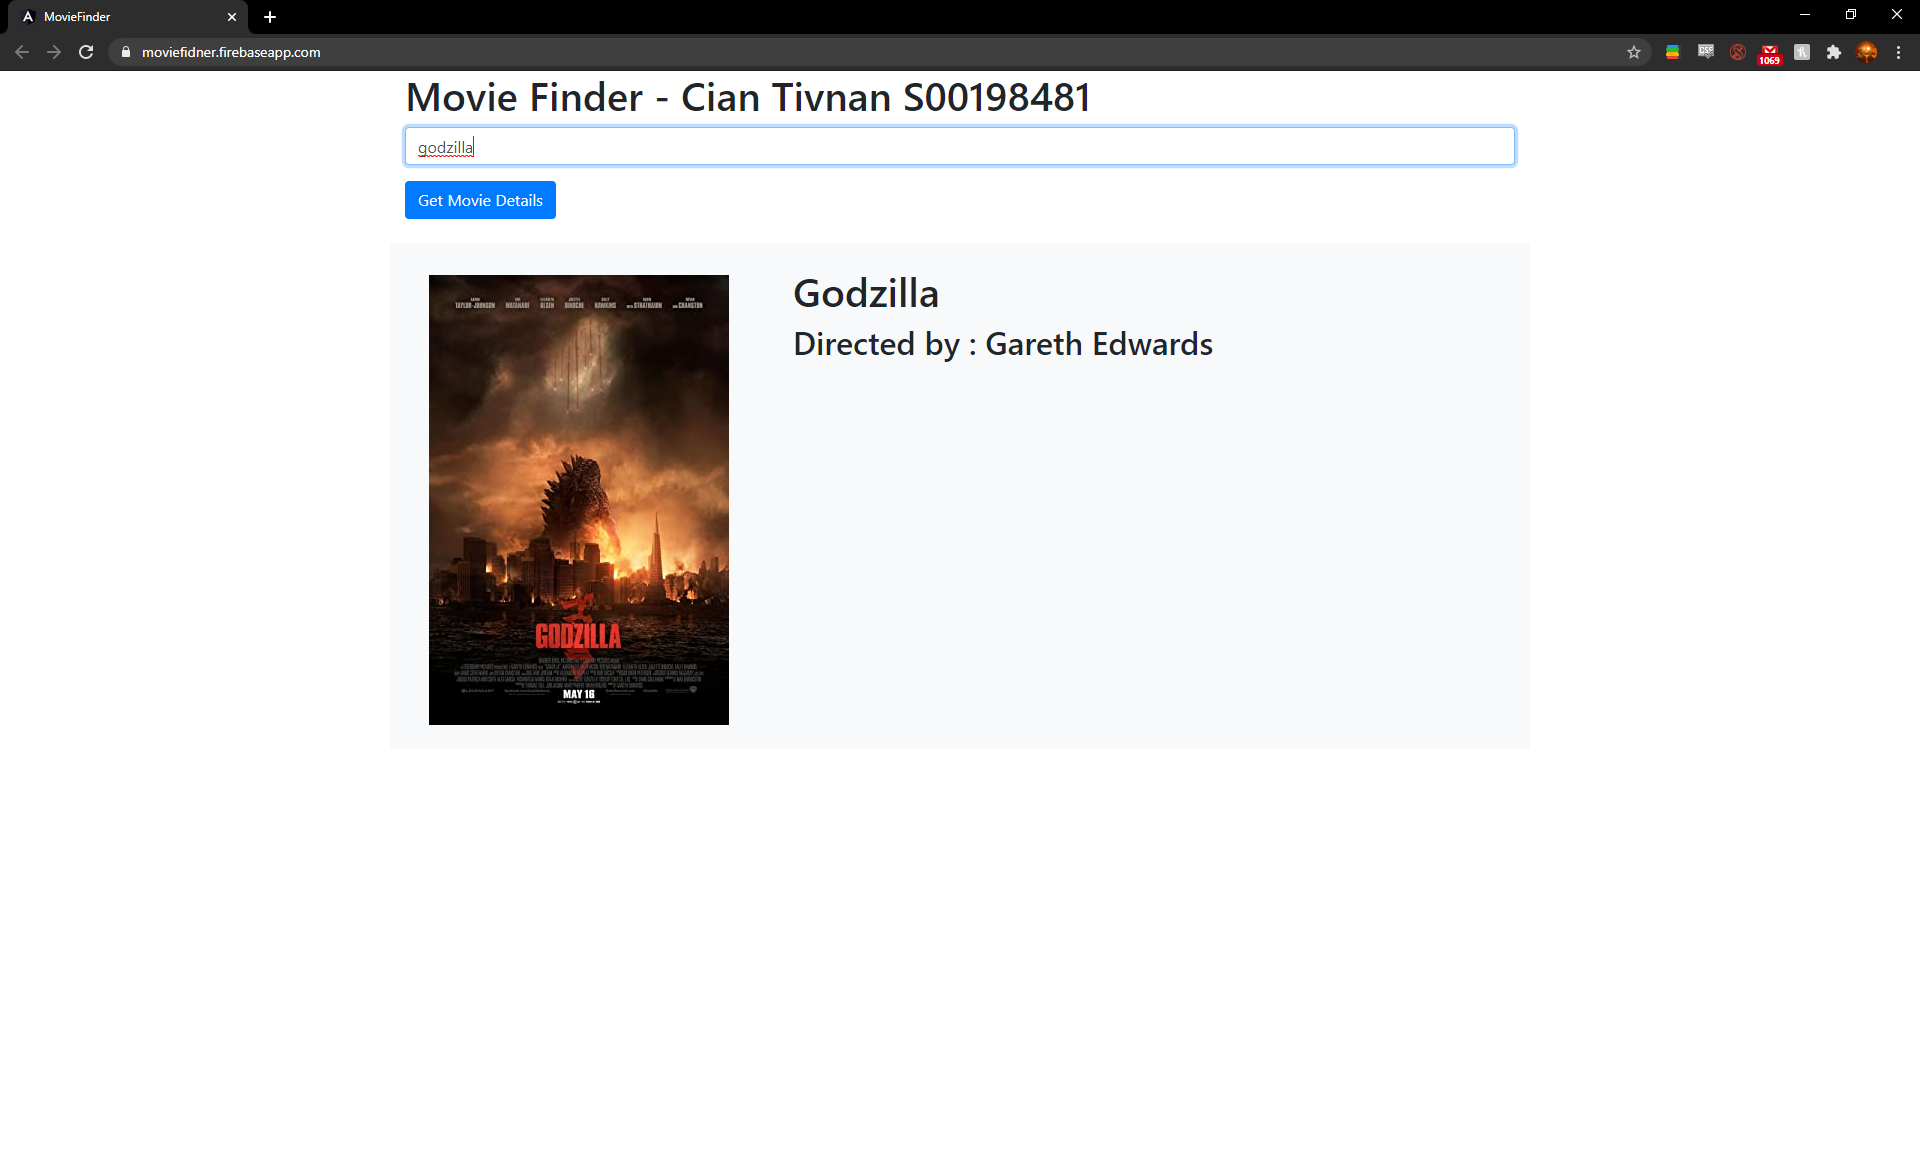 MovieFinder
moviefidner.firebaseapp.com
1069
Movie Finder - Cian Tivnan S00198481
godzilla
Get Movie Details
Godzilla
Directed by : Gareth Edwards
TAYLOR-JOHNSON WATANABE OLSEN BINOCHE HAWKINS STRATHAIRN CRANSTON
GODZILLA
MAY 16